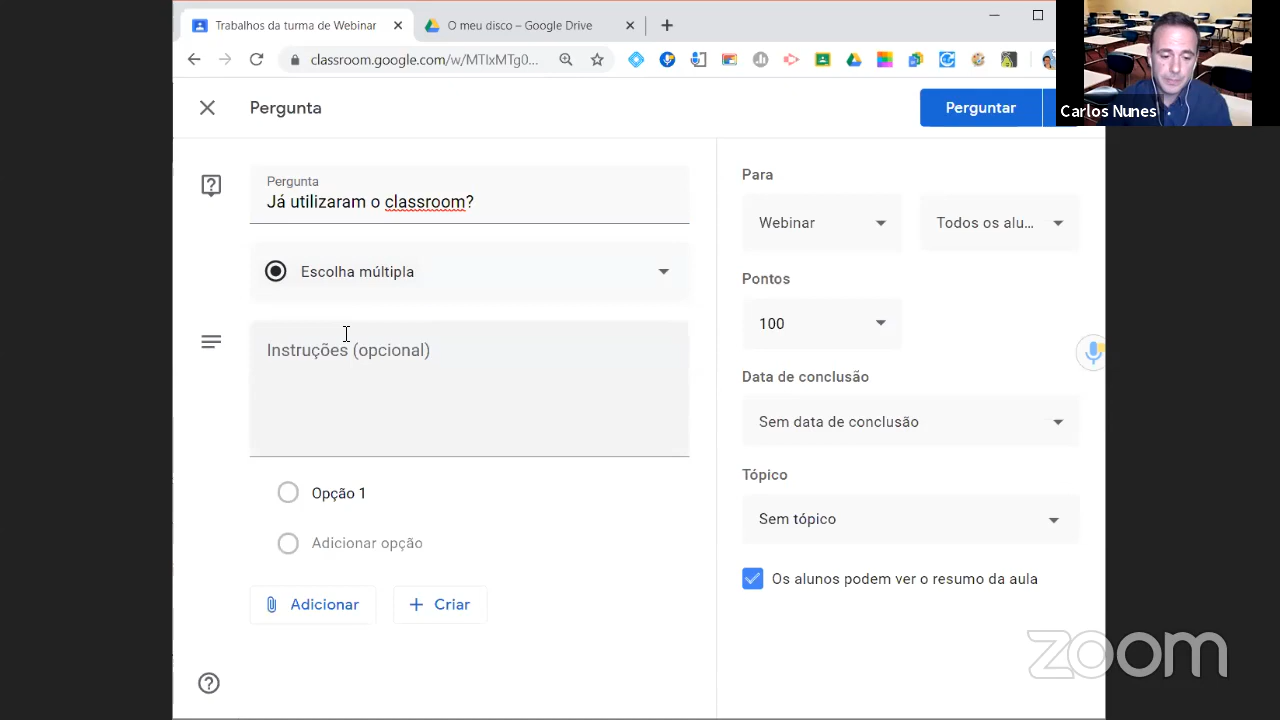 Trabalhos da turma de Webinar
O meu disco – Google Drive
classroom.google.com/w/MTIxMTg0...
Carlos Nunes
Pergunta
Perguntar
Pergunta
Já utilizaram o classroom?
Escolha múltipla
Instruções (opcional)
Opção 1
Adicionar opção
Adicionar
Criar
Para
Webinar
Todos os alu...
Pontos
100
Data de conclusão
Sem data de conclusão
Tópico
Sem tópico
Os alunos podem ver o resumo da aula
zoom